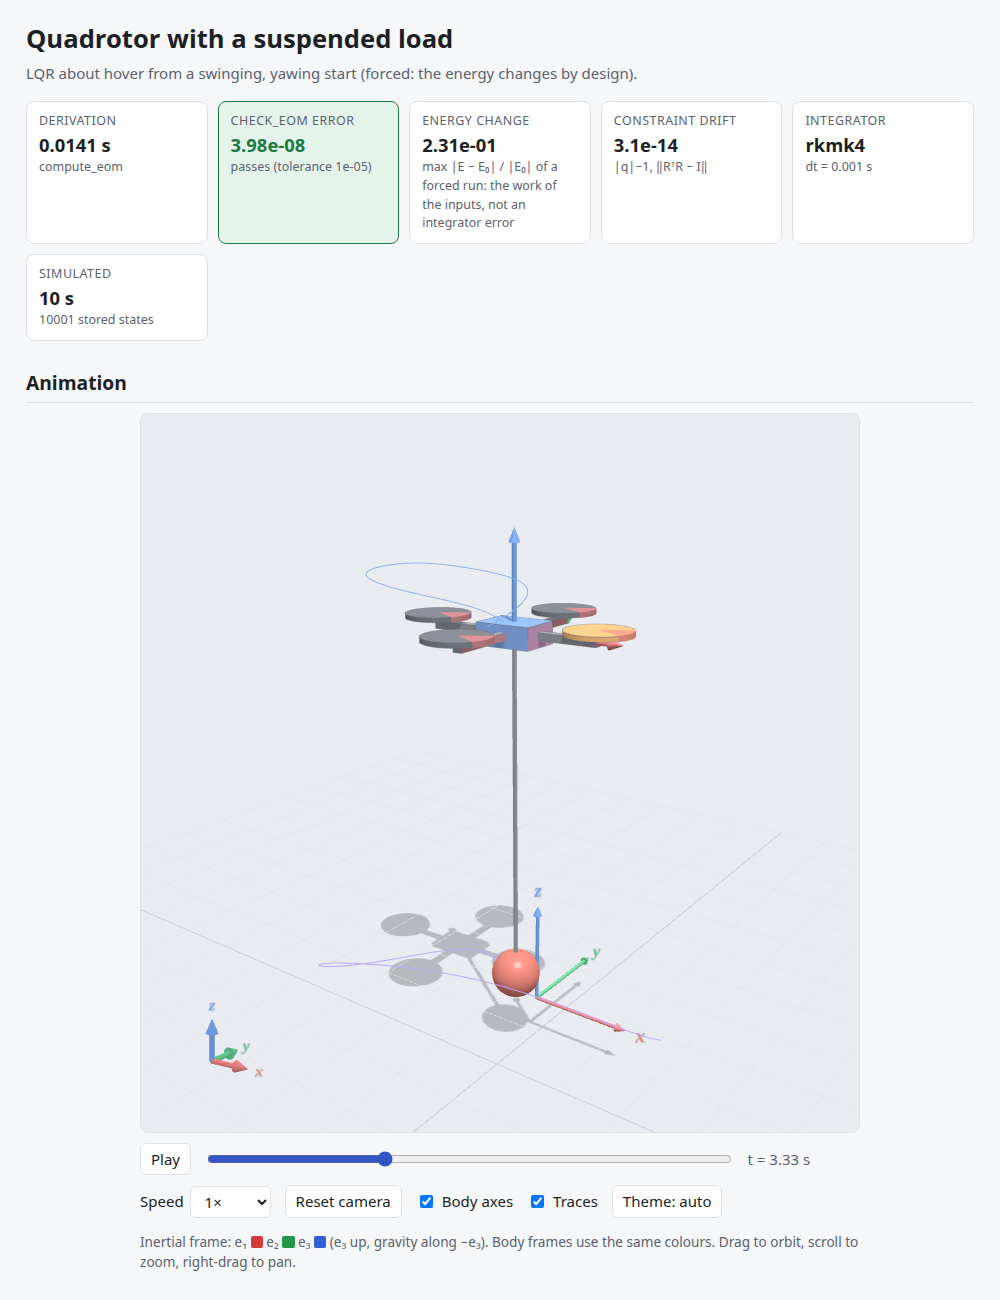 Quadrotor with a suspended load
LQR about hover from a swinging, yawing start (forced: the energy changes by design).
DERIVATION
0.0141 s
compute_eom
CHECK_EOM ERROR
3.98e-08
passes (tolerance 1e-05)
ENERGY CHANGE
2.31e-01
max |E − E₀| / |E₀| of a
forced run: the work of
the inputs, not an
integrator error
CONSTRAINT DRIFT
3.1e-14
|q|−1, ‖RᵀR − I‖
INTEGRATOR
rkmk4
dt = 0.001 s
SIMULATED
10 s
10001 stored states
Animation
z
y
x
z
y
x
Play
t = 3.33 s
Speed 1× Reset camera Body axes Traces Theme: auto
Inertial frame: e₁ e₂ e₃ (e₃ up, gravity along −e₃). Body frames use the same colours. Drag to orbit, scroll to
zoom, right-drag to pan.